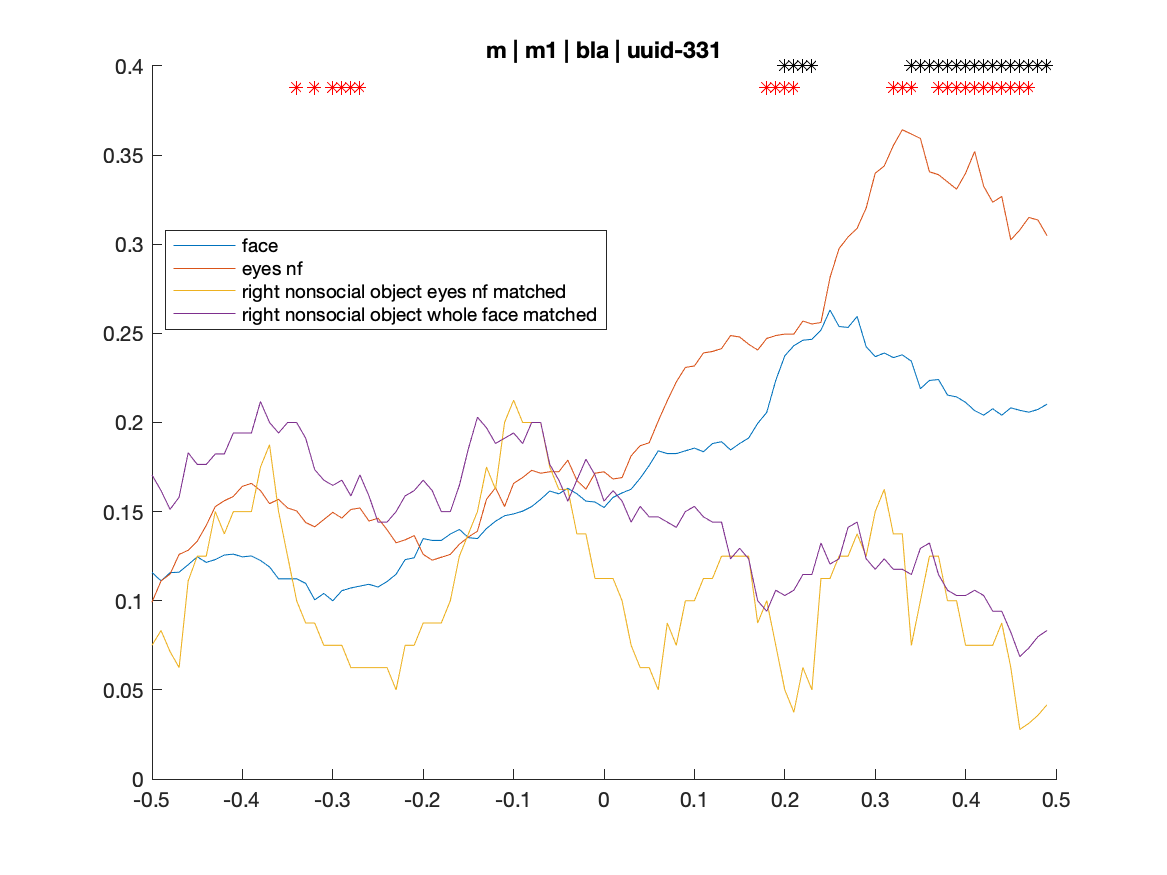 m | m1 | bla | uuid-331
0.4
0.35
0.3
0.25
0.2
0.15
0.1
0.05
0
face
eyes nf
right nonsocial object eyes nf matched
right nonsocial object whole face matched
-0.5 -0.4 -0.3 -0.2 -0.1 0 0.1 0.2 0.3 0.4 0.5